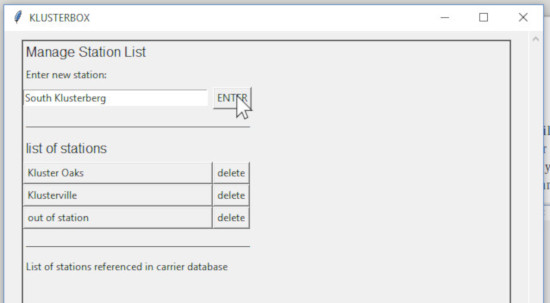 KLUSTERBOX
Manage Station List
Enter new station:
South Klusterberg
ENTER
list of stations
Kluster Oaks delete
Klusterville delete
out of station delete
List of stations referenced in carrier database